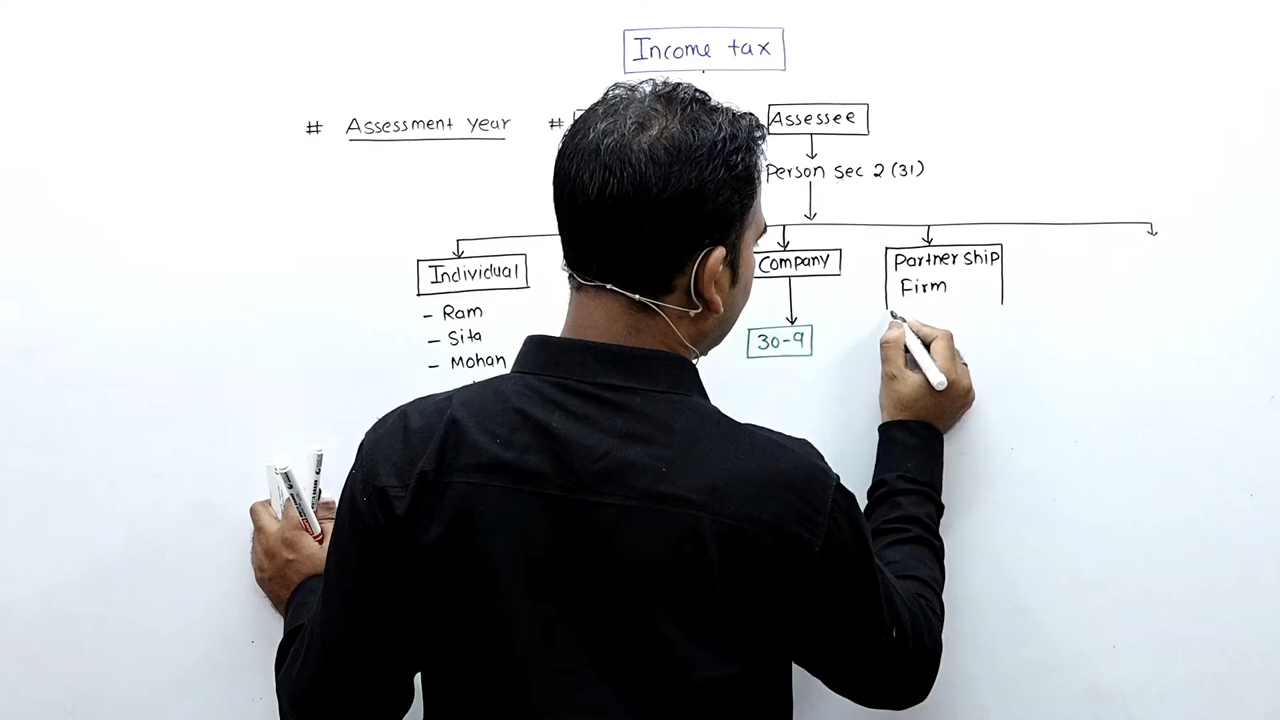 Income tax
# Assessment year # Assessee
Person sec 2 (31)
Individual
Company
Partnership
Firm
- Ram
- Sita
- Mohan
30-9